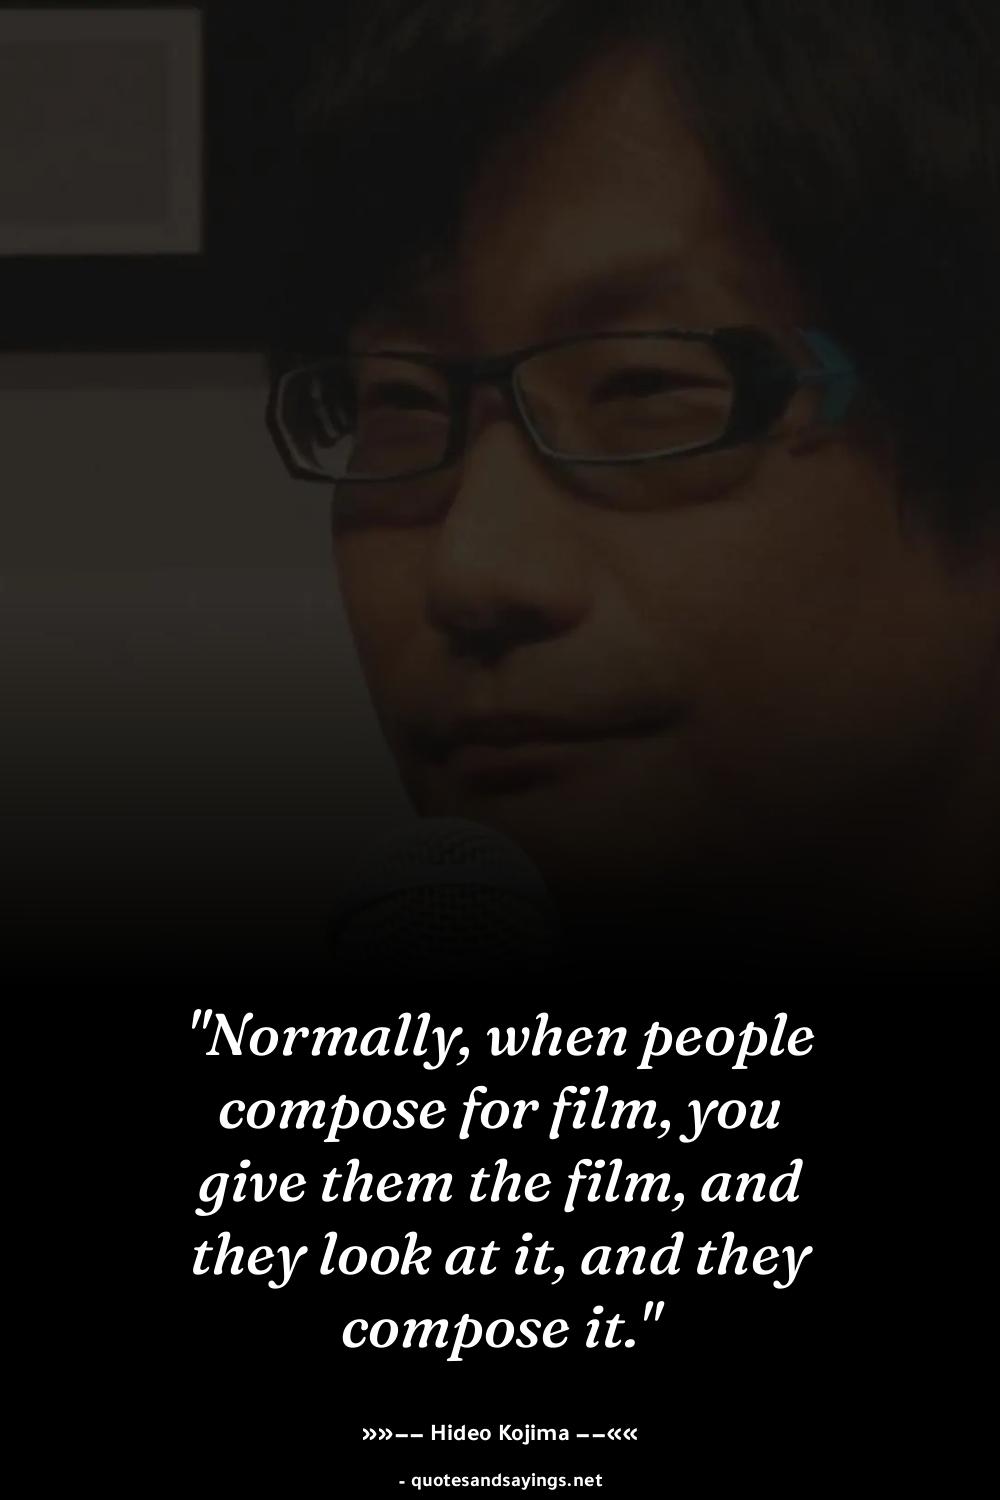 "Normally, when people
compose for film, you
give them the film, and
they look at it, and they
compose it."
»»−− Hideo Kojima −−««
- quotesandsayings.net